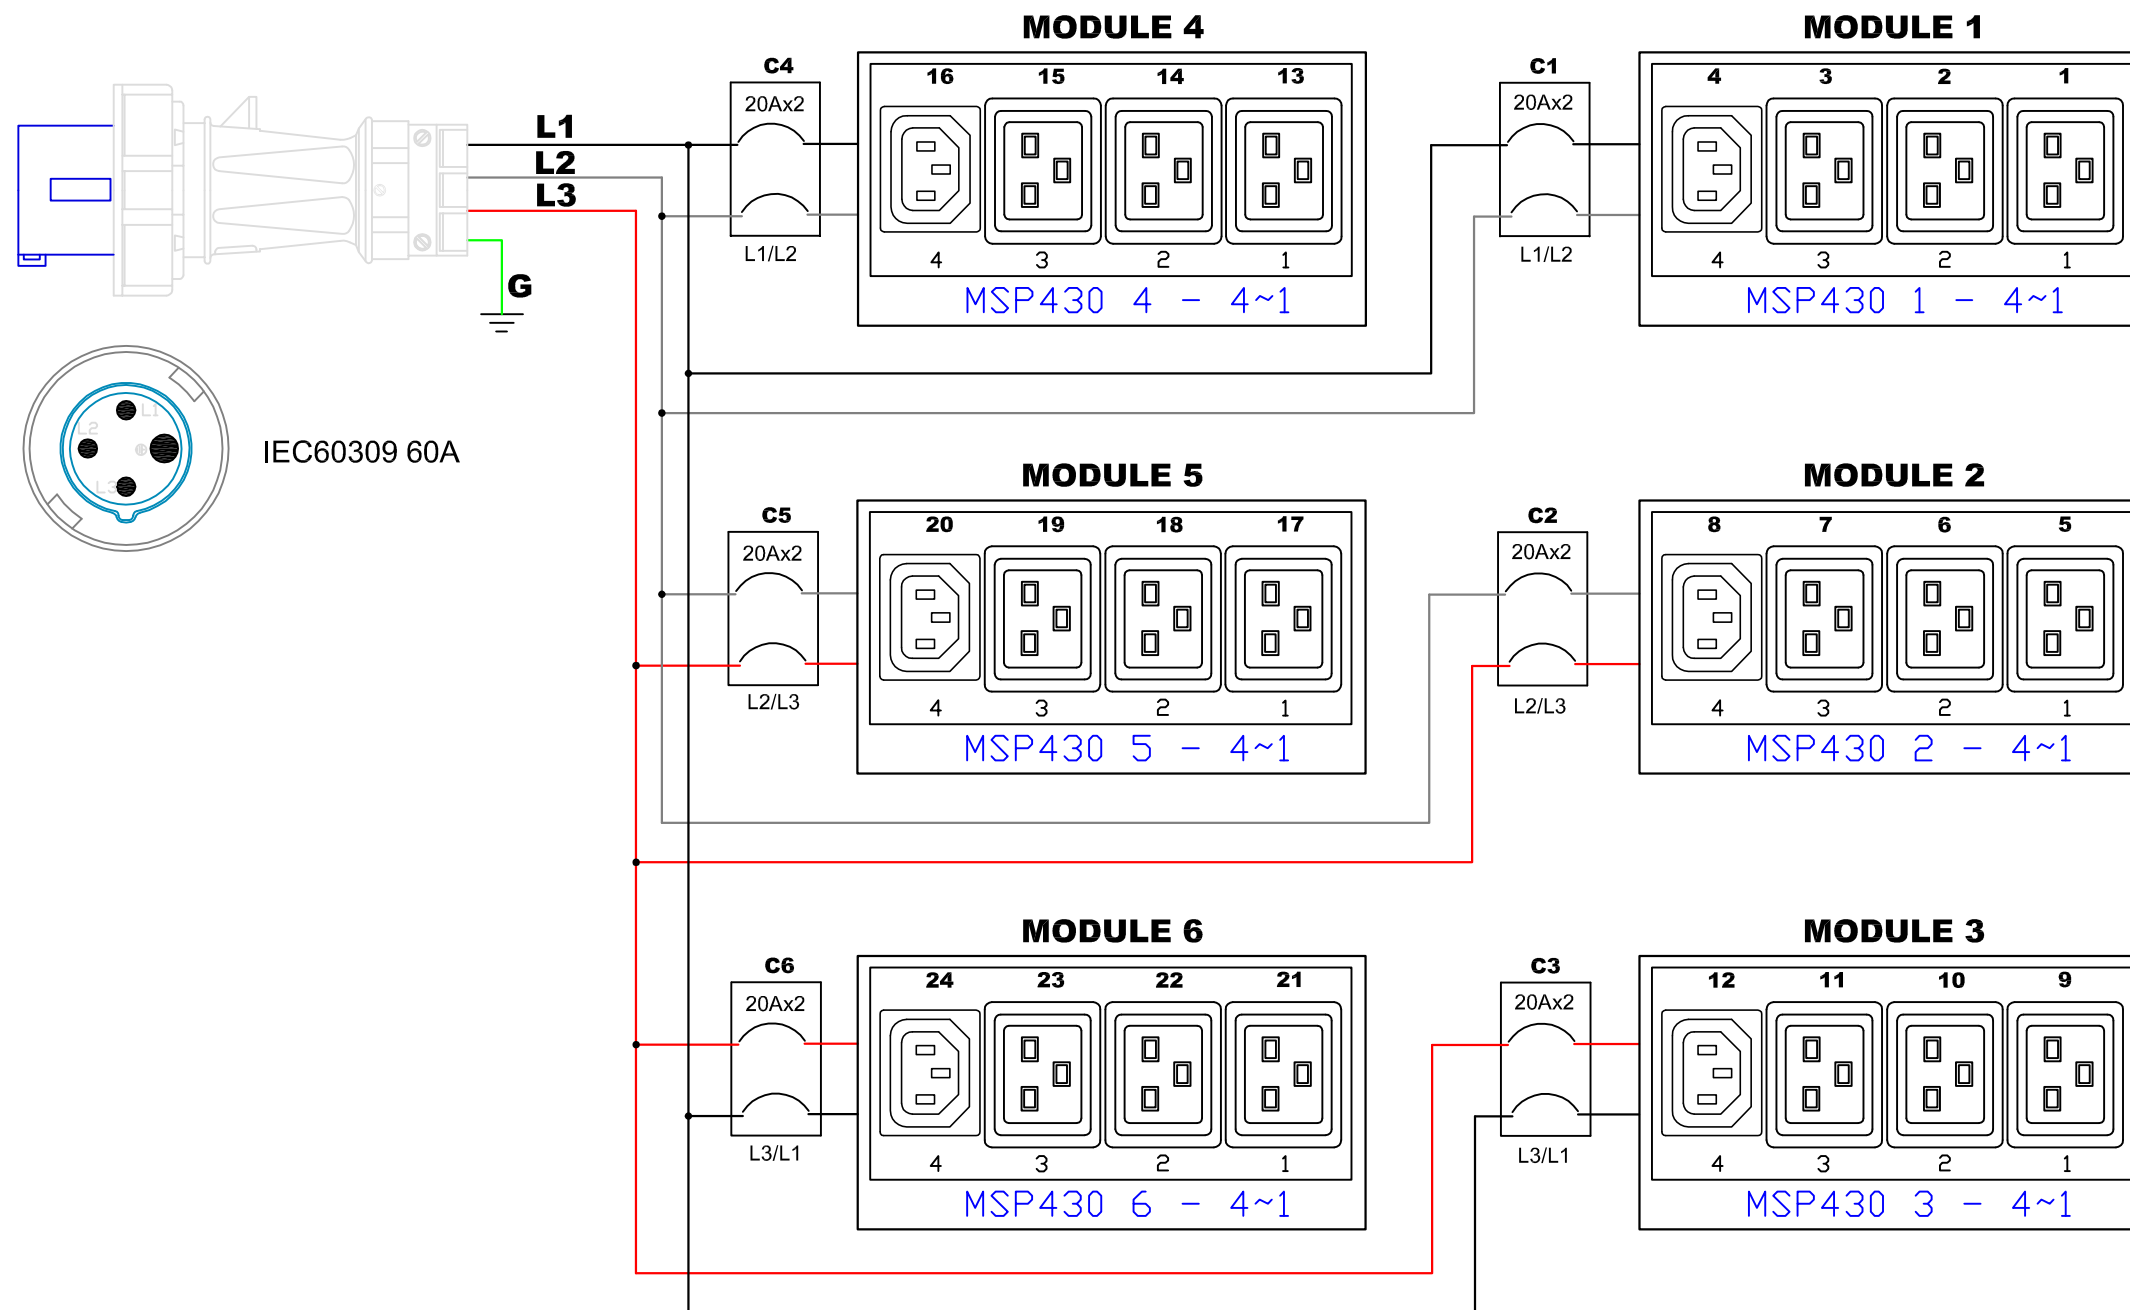 MODULE 4
MODULE 1
C4
20Ax2
L1/L2
16 15 14 13
4 3 2 1
MSP430 4 - 4~1
C1
20Ax2
L1/L2
4 3 2 1
4 3 2 1
MSP430 1 - 4~1
L1
L2
L3
G
L1
L2
L3
IEC60309 60A
MODULE 5
MODULE 2
C5
20Ax2
L2/L3
20 19 18 17
4 3 2 1
MSP430 5 - 4~1
C2
20Ax2
L2/L3
8 7 6 5
4 3 2 1
MSP430 2 - 4~1
MODULE 6
MODULE 3
C6
20Ax2
L3/L1
24 23 22 21
4 3 2 1
MSP430 6 - 4~1
C3
20Ax2
L3/L1
12 11 10 9
4 3 2 1
MSP430 3 - 4~1